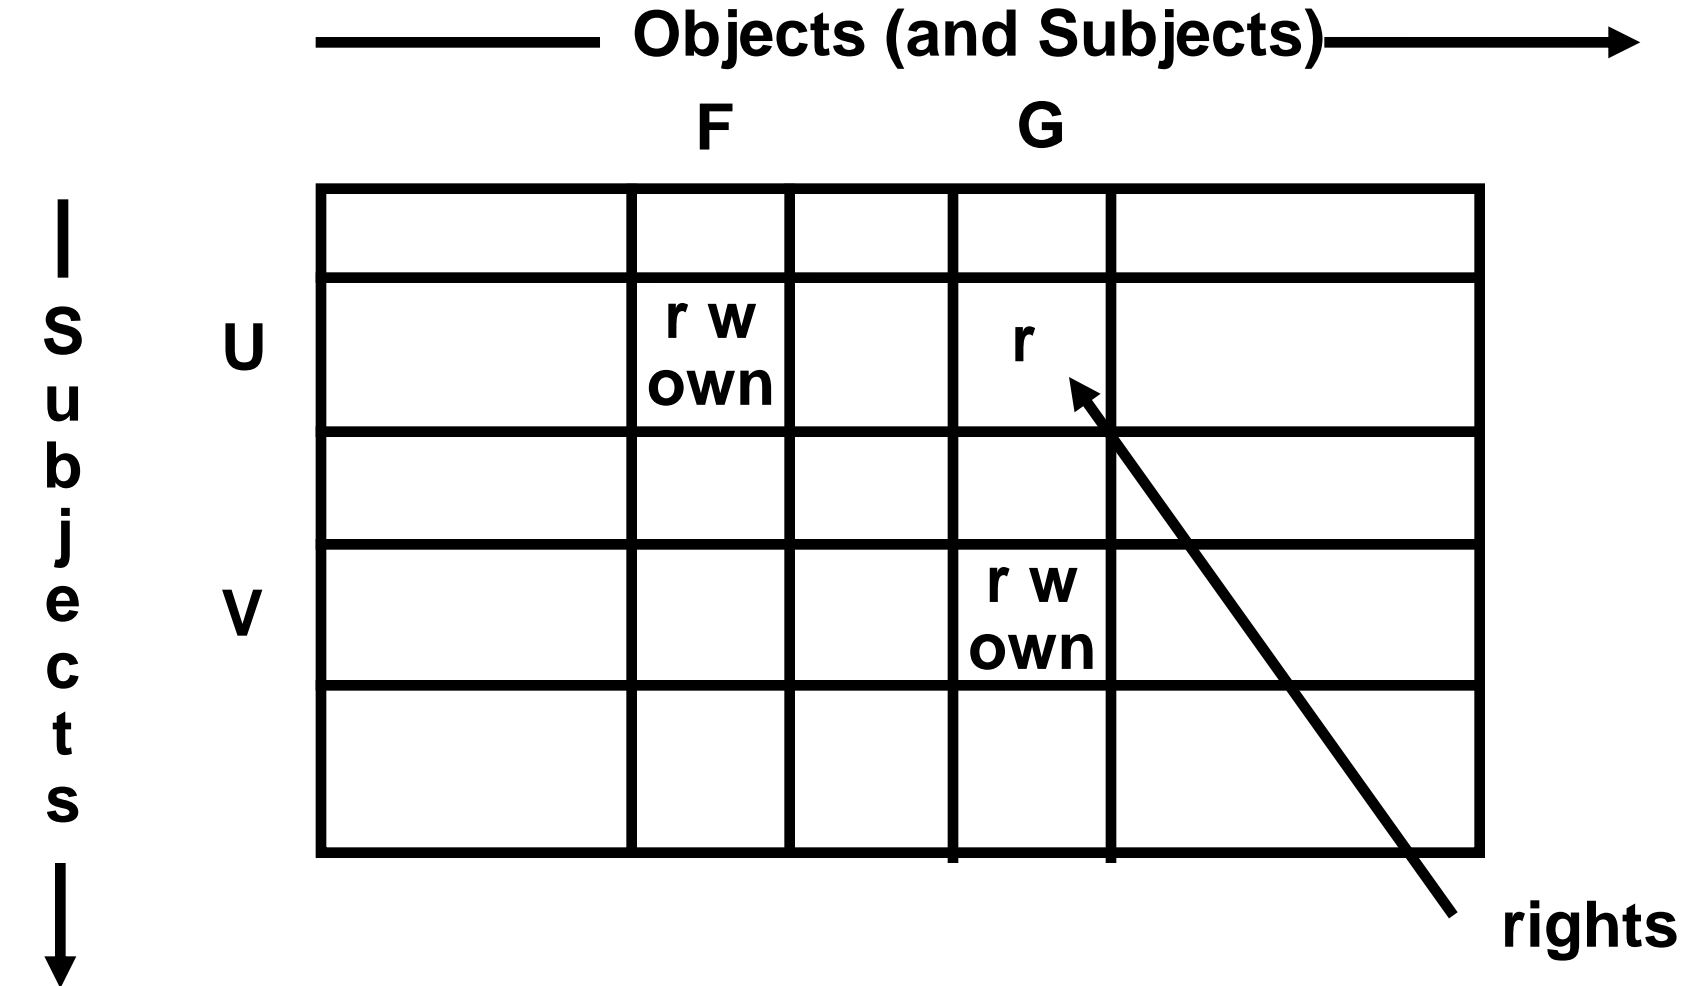 Objects (and Subjects)
F G
Subjects
U
r w
own
r
V
r w
own
rights